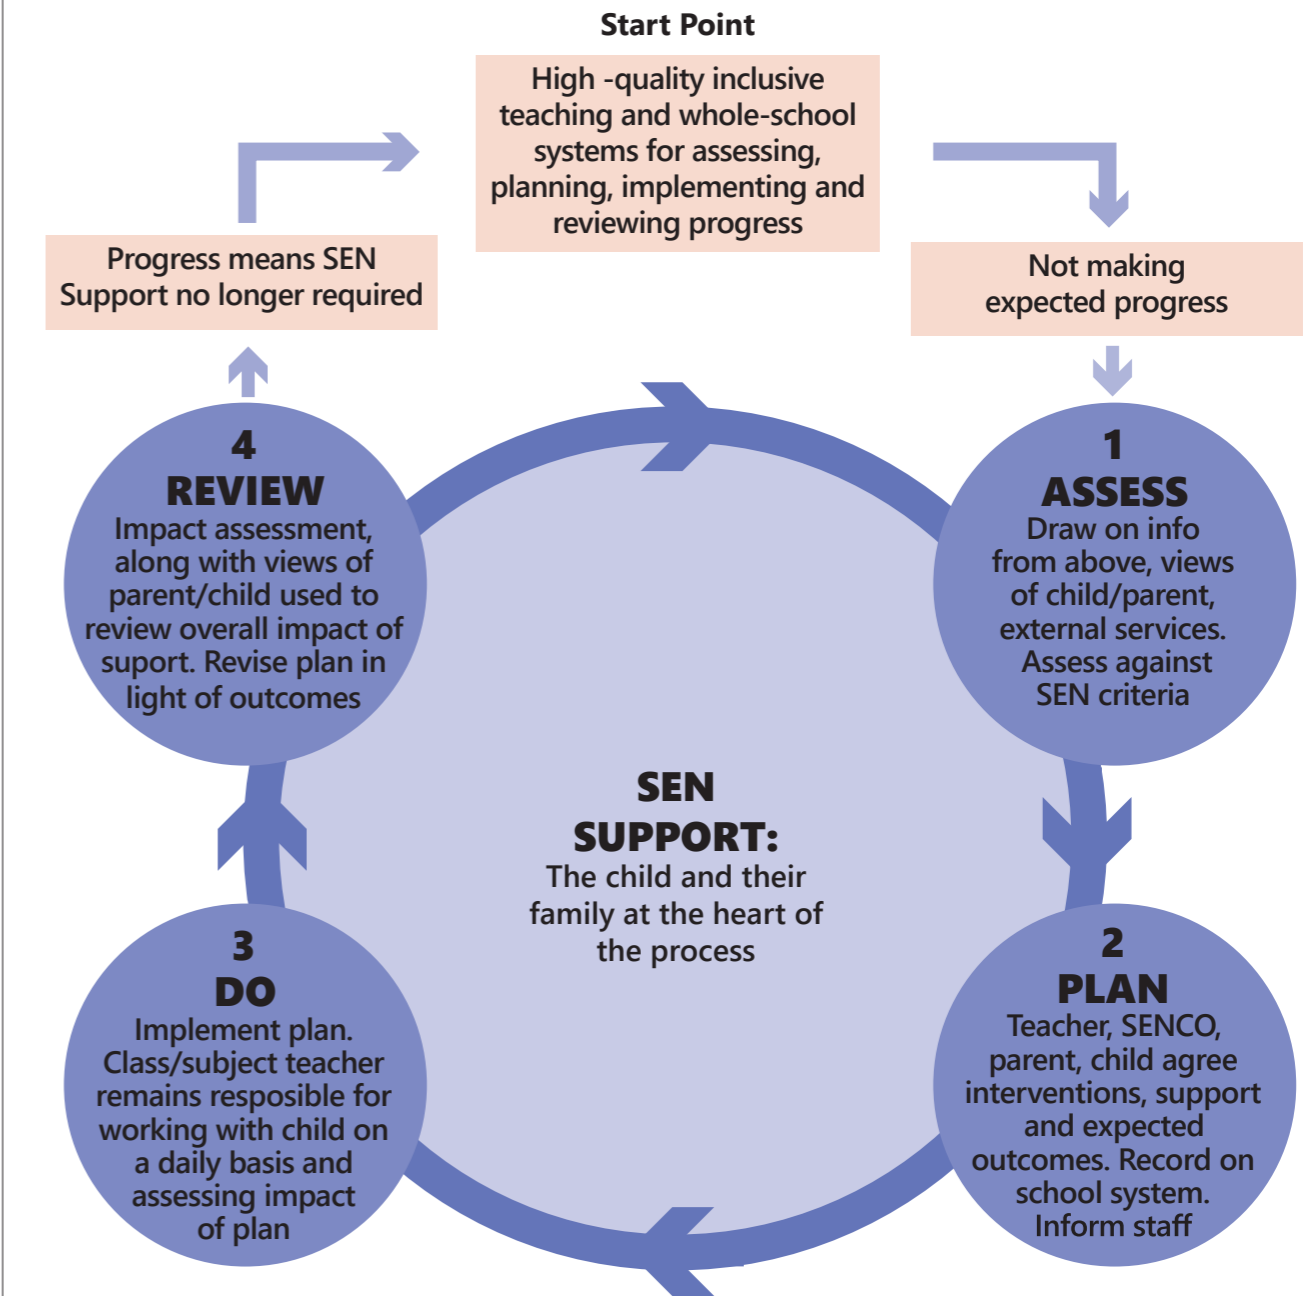 Start Point
High -quality inclusive
teaching and whole-school
systems for assessing,
planning, implementing and
reviewing progress
Progress means SEN
Support no longer required
Not making
expected progress
1
ASSESS
Draw on info
from above, views
of child/parent,
external services.
Assess against
SEN criteria
2
PLAN
Teacher, SENCO,
parent, child agree
interventions, support
and expected
outcomes. Record on
school system.
Inform staff
3
DO
Implement plan.
Class/subject teacher
remains resposible for
working with child on
a daily basis and
assessing impact
of plan
4
REVIEW
Impact assessment,
along with views of
parent/child used to
review overall impact of
suport. Revise plan in
light of outcomes
SEN
SUPPORT:
The child and their
family at the heart of
the process